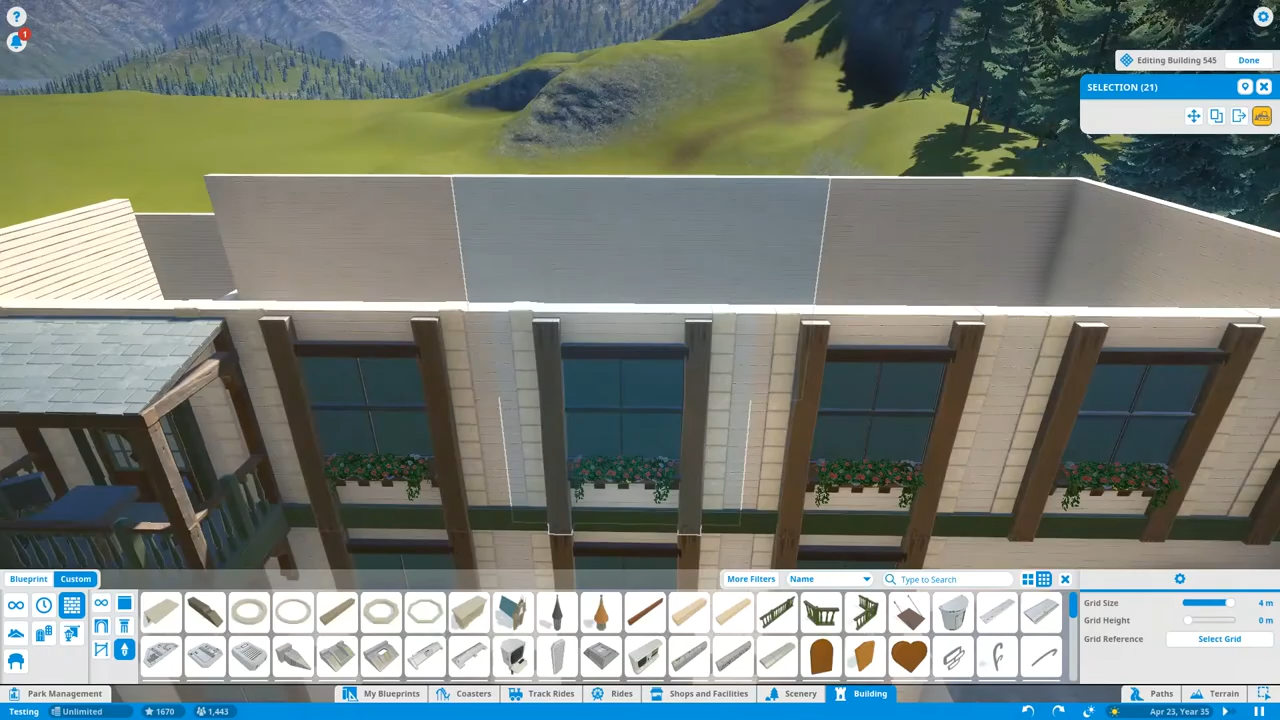 ?
1
Editing Building 545 Done
SELECTION (21)
Blueprint Custom More Filters Name Type to Search
Grid Size 4 m
Grid Height 0 m
Grid Reference Select Grid
Park Management My Blueprints Coasters Track Rides Rides Shops and Facilities Scenery Building Paths Terrain
Testing Unlimited 1670 1,443 Apr 23, Year 35